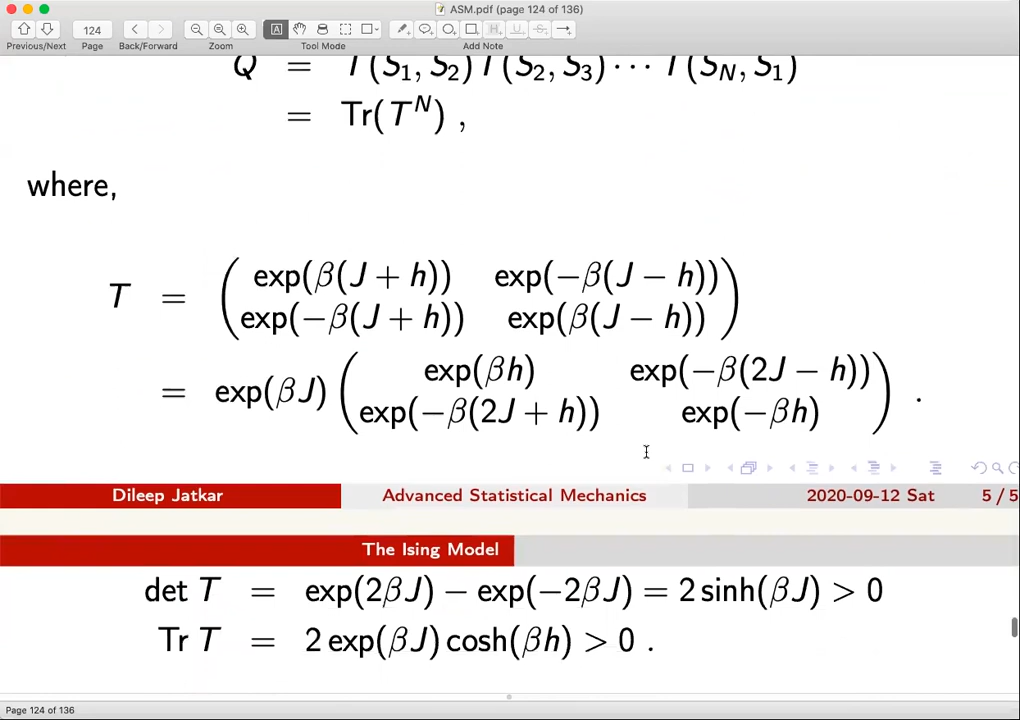 ASM.pdf (page 124 of 136)
124
Previous/Next Page Back/Forward Zoom Tool Mode Add Note
Q = T(S₁, S₂) T(S₂, S₃) ⋯ T(S_N, S₁)
= Tr(T^N) ,
where,
T = ( exp(β(J + h)) exp(−β(J − h))
exp(−β(J + h)) exp(β(J − h)) )
= exp(βJ) ( exp(βh) exp(−β(2J − h))
exp(−β(2J + h)) exp(−βh) ) .
Dileep Jatkar Advanced Statistical Mechanics 2020-09-12 Sat 5 / 5
The Ising Model
det T = exp(2βJ) − exp(−2βJ) = 2 sinh(βJ) > 0
Tr T = 2 exp(βJ) cosh(βh) > 0 .
Page 124 of 136